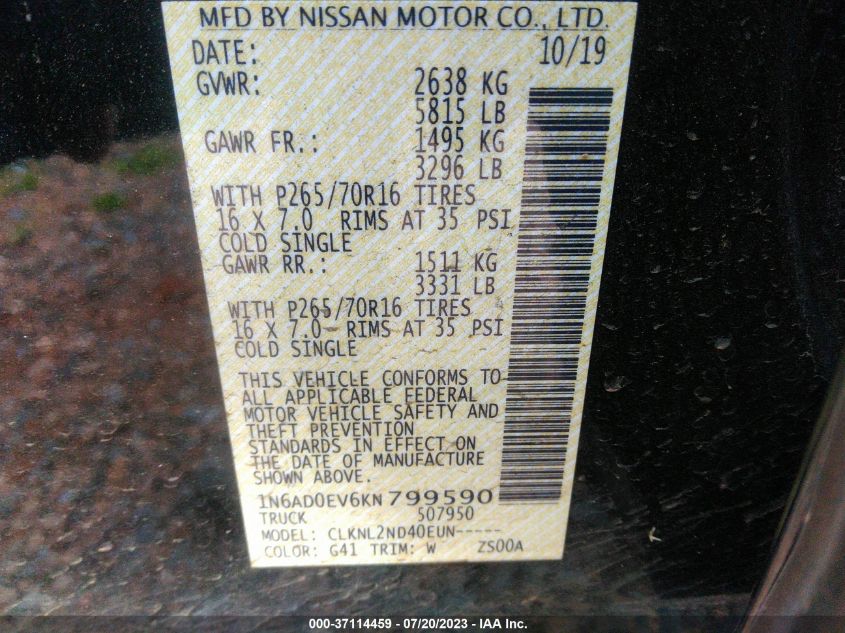 MFD BY NISSAN MOTOR CO., LTD.
DATE: 10/19
GVWR: 2638 KG
5815 LB
GAWR FR.: 1495 KG
3296 LB
WITH P265/70R16 TIRES
16 X 7.0 RIMS AT 35 PSI
COLD SINGLE
GAWR RR.: 1511 KG
3331 LB
WITH P265/70R16 TIRES
16 X 7.0 RIMS AT 35 PSI
COLD SINGLE
THIS VEHICLE CONFORMS TO
ALL APPLICABLE FEDERAL
MOTOR VEHICLE SAFETY AND
THEFT PREVENTION
STANDARDS IN EFFECT ON
THE DATE OF MANUFACTURE
SHOWN ABOVE.
1N6AD0EV6KN799590
TRUCK 507950
MODEL: CLKNL2ND40EUN-----
COLOR: G41 TRIM: W ZS00A
000-37114459 / 07/20/2023 - IAA Inc.